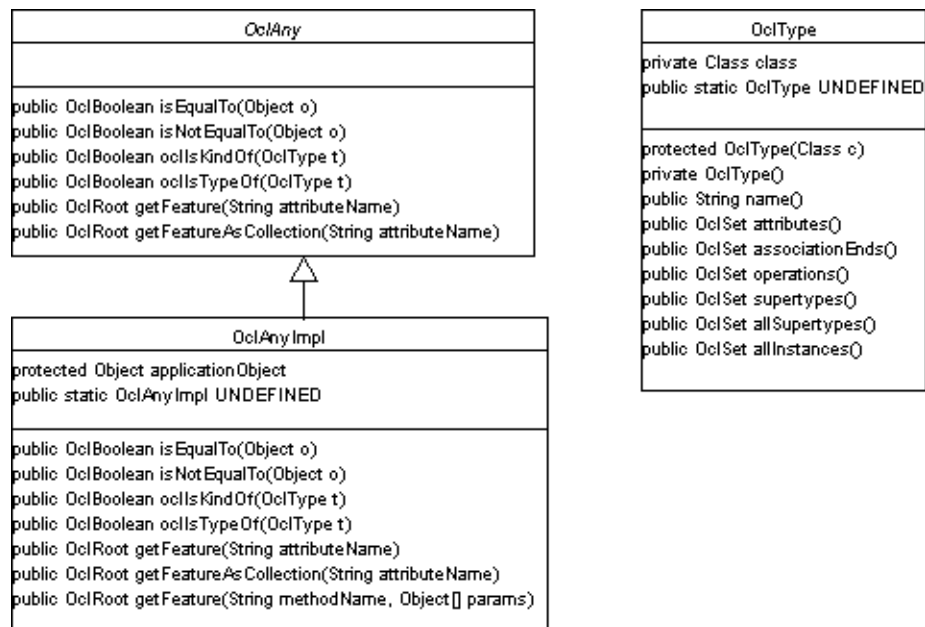 OclAny
public OclBoolean isEqualTo(Object o)
public OclBoolean isNotEqualTo(Object o)
public OclBoolean oclIsKindOf(OclType t)
public OclBoolean oclIsTypeOf(OclType t)
public OclRoot getFeature(String attributeName)
public OclRoot getFeatureAsCollection(String attributeName)
OclAnyImpl
protected Object applicationObject
public static OclAnyImpl UNDEFINED
public OclBoolean isEqualTo(Object o)
public OclBoolean isNotEqualTo(Object o)
public OclBoolean oclIsKindOf(OclType t)
public OclBoolean oclIsTypeOf(OclType t)
public OclRoot getFeature(String attributeName)
public OclRoot getFeatureAsCollection(String attributeName)
public OclRoot getFeature(String methodName, Object[] params)
OclType
private Class class
public static OclType UNDEFINED
protected OclType(Class c)
private OclType()
public String name()
public OclSet attributes()
public OclSet associationEnds()
public OclSet operations()
public OclSet supertypes()
public OclSet allSupertypes()
public OclSet allInstances()